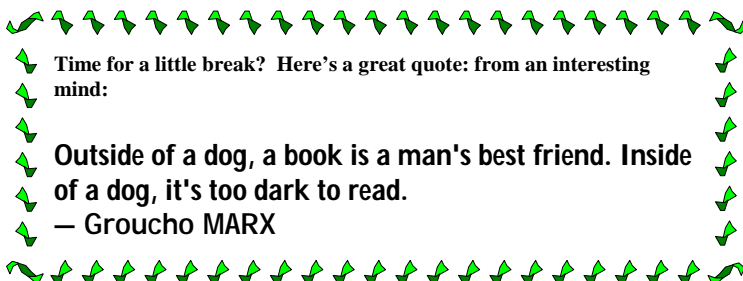 Time for a little break?  Here’s a great quote: from an interesting
mind:
Outside of a dog, a book is a man's best friend. Inside
of a dog, it's too dark to read.
— Groucho MARX